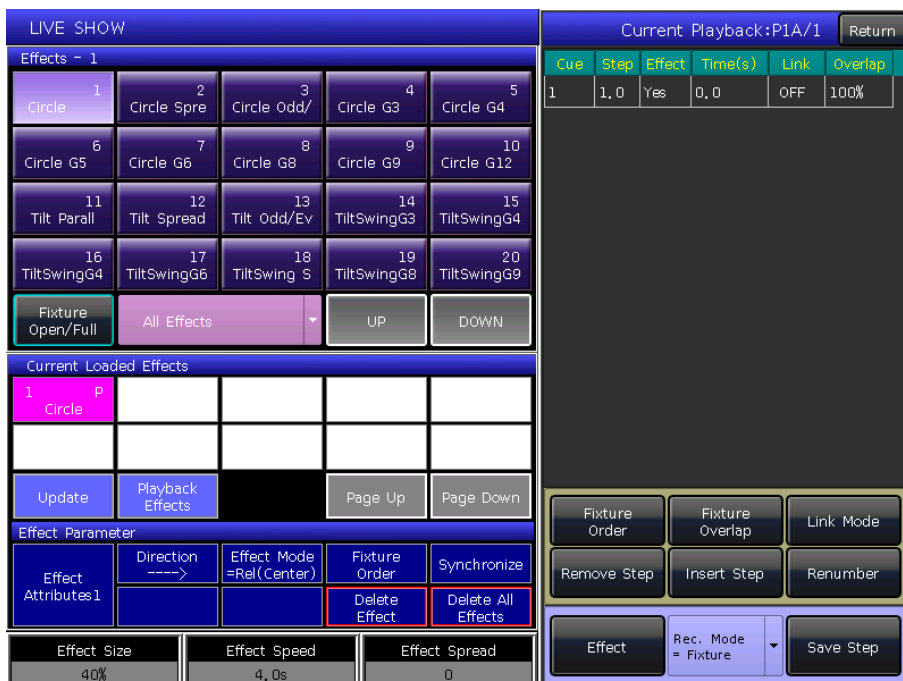 LIVE SHOW
Effects - 1
1
Circle
2
Circle Spre
3
Circle Odd/
4
Circle G3
5
Circle G4
6
Circle G5
7
Circle G6
8
Circle G8
9
Circle G9
10
Circle G12
11
Tilt Parall
12
Tilt Spread
13
Tilt Odd/Ev
14
TiltSwingG3
15
TiltSwingG4
16
TiltSwingG4
17
TiltSwingG6
18
TiltSwing S
19
TiltSwingG8
20
TiltSwingG9
Fixture
Open/Full
All Effects
UP
DOWN
Current Loaded Effects
1 P
Circle
Update
Playback
Effects
Page Up
Page Down
Effect Parameter
Effect
Attributes1
Direction
---->
Effect Mode
=Rel(Center)
Fixture
Order
Synchronize
Delete
Effect
Delete All
Effects
Effect Size
40%
Effect Speed
4.0s
Effect Spread
0
Current Playback:P1A/1
Return
Cue Step Effect Time(s) Link Overlap
1 1.0 Yes 0.0 OFF 100%
Fixture
Order
Fixture
Overlap
Link Mode
Remove Step
Insert Step
Renumber
Effect
Rec. Mode
= Fixture
Save Step